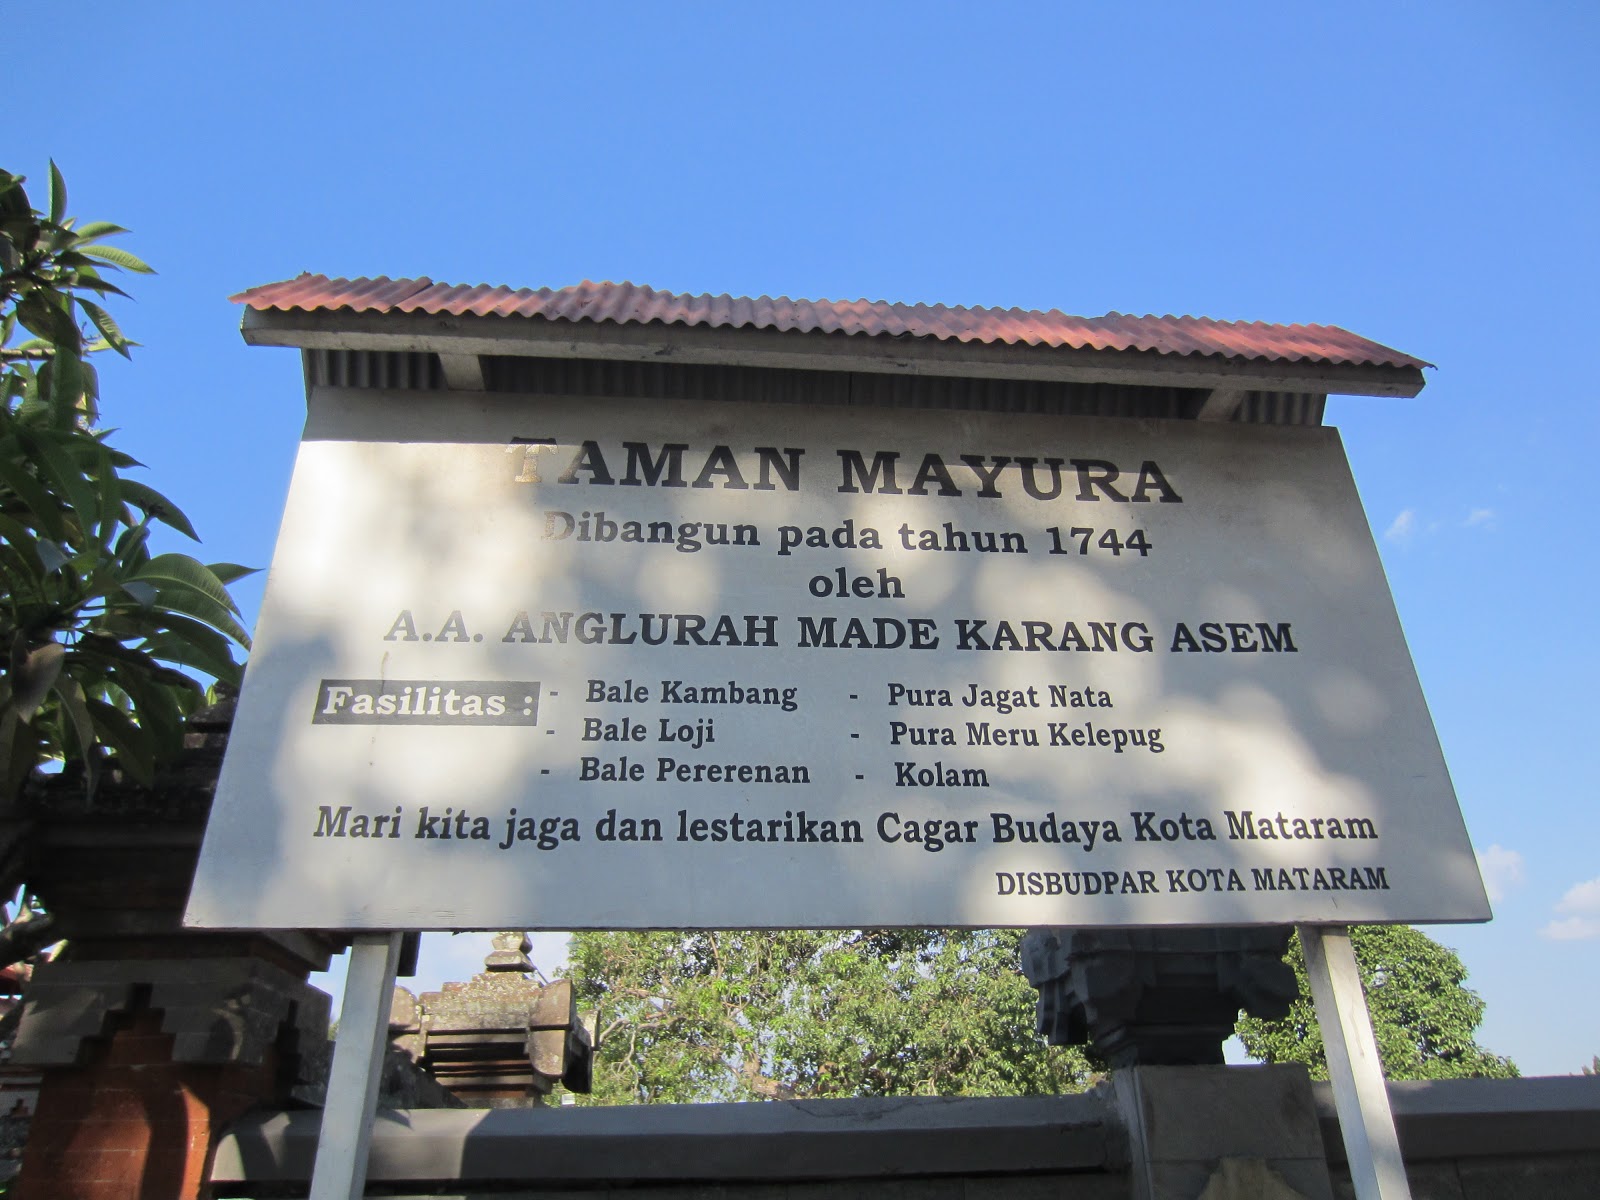 TAMAN MAYURA
Dibangun pada tahun 1744
oleh
A.A. ANGLURAH MADE KARANG ASEM
Fasilitas : - Bale Kambang - Pura Jagat Nata
- Bale Loji - Pura Meru Kelepug
- Bale Pererenan - Kolam
Mari kita jaga dan lestarikan Cagar Budaya Kota Mataram
DISBUDPAR KOTA MATARAM